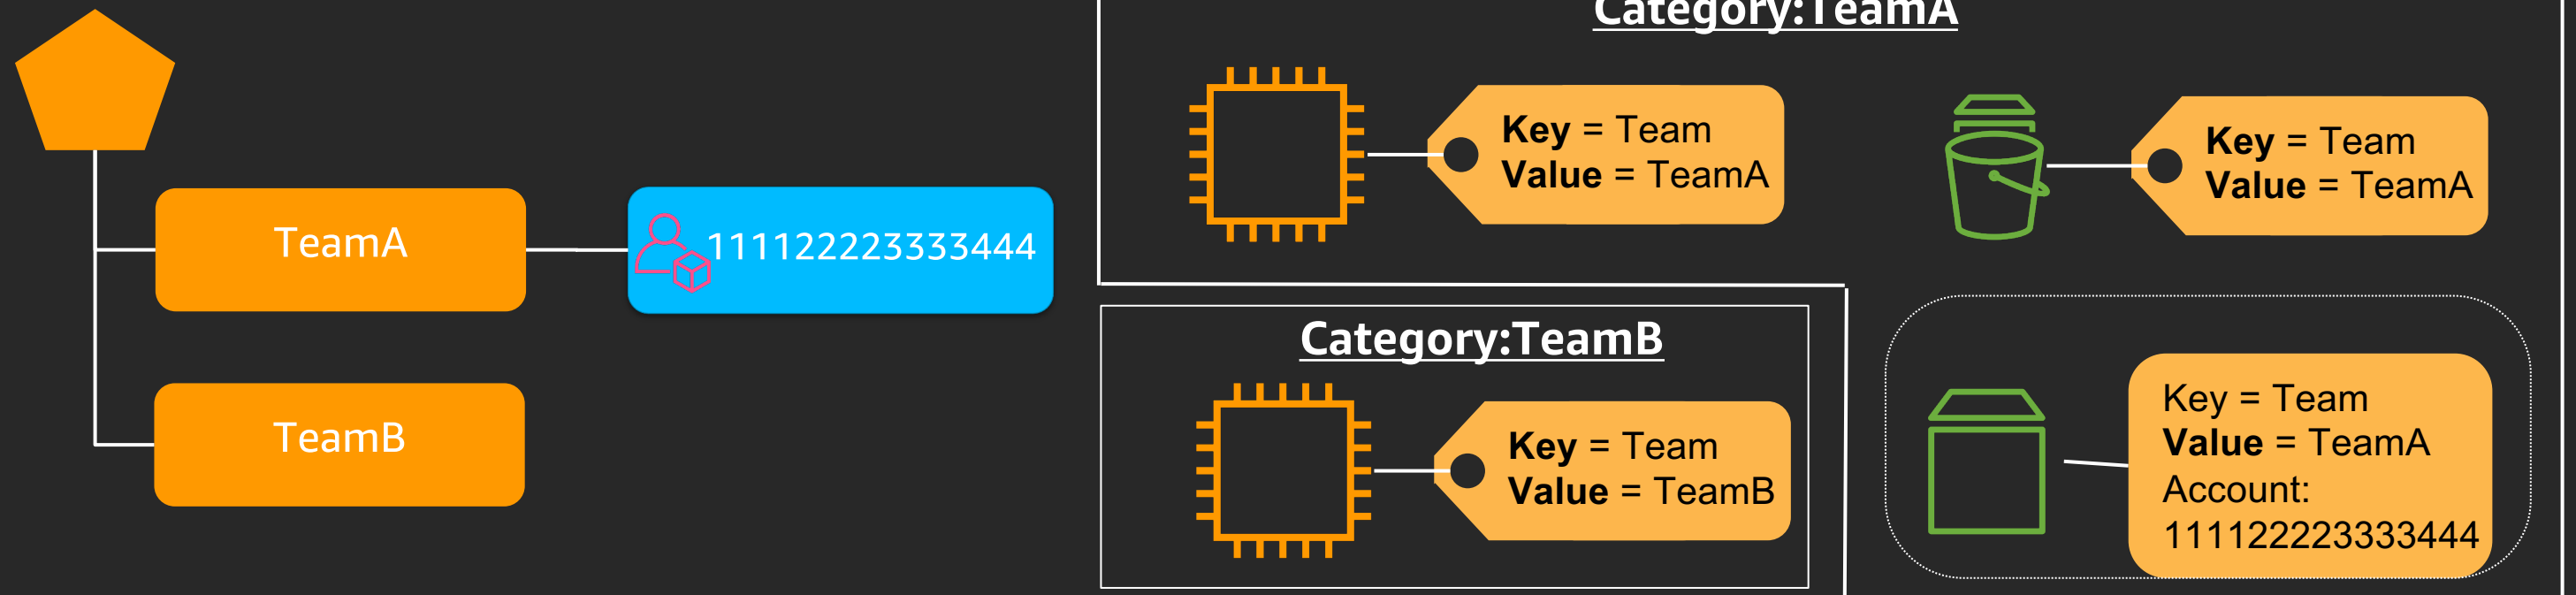 Category:TeamA
Key = Team
Value = TeamA
Key = Team
Value = TeamA
TeamA
111122223333444
Category:TeamB
Key = Team
Value = TeamB
Key = Team
Value = TeamA
Account:
111122223333444
TeamB